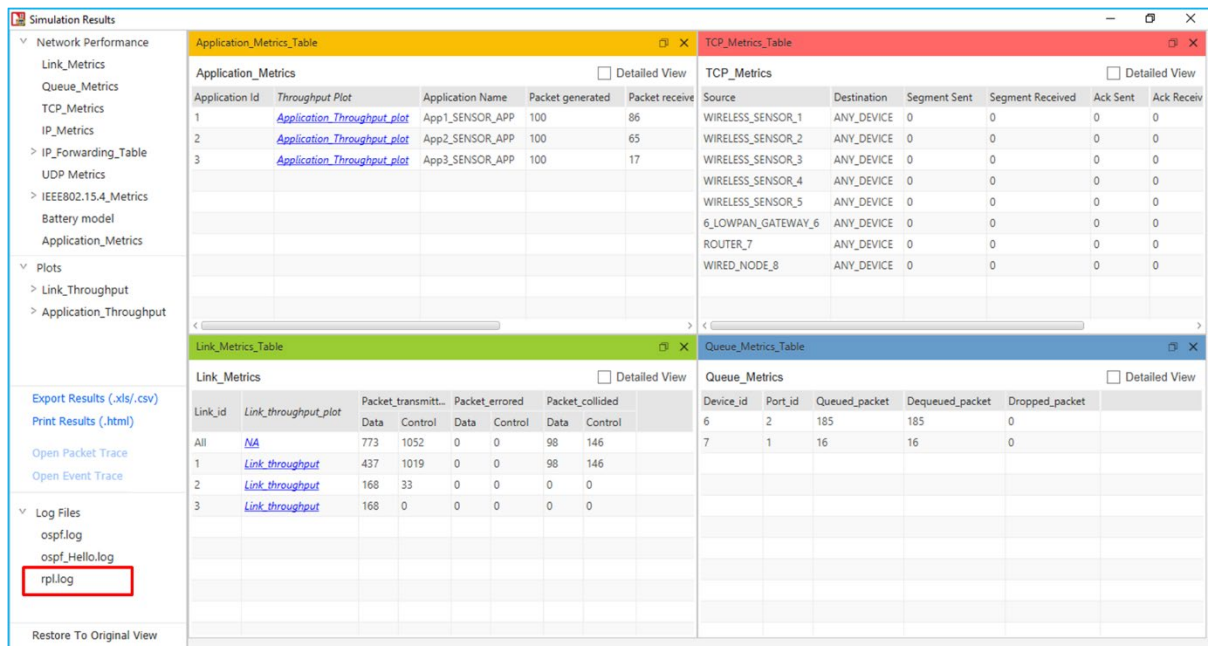 Simulation Results
Network Performance
Link_Metrics
Queue_Metrics
TCP_Metrics
IP_Metrics
IP_Forwarding_Table
UDP Metrics
IEEE802.15.4_Metrics
Battery model
Application_Metrics
Plots
Link_Throughput
Application_Throughput
Export Results (.xls/.csv)
Print Results (.html)
Open Packet Trace
Open Event Trace
Log Files
ospf.log
ospf_Hello.log
rpl.log
Restore To Original View
Application_Metrics_Table
Application_Metrics Detailed View
Application Id Throughput Plot Application Name Packet generated Packet receive
1 Application_Throughput_plot App1_SENSOR_APP 100 86
2 Application_Throughput_plot App2_SENSOR_APP 100 65
3 Application_Throughput_plot App3_SENSOR_APP 100 17
TCP_Metrics_Table
TCP_Metrics Detailed View
Source Destination Segment Sent Segment Received Ack Sent Ack Receiv
WIRELESS_SENSOR_1 ANY_DEVICE 0 0 0 0
WIRELESS_SENSOR_2 ANY_DEVICE 0 0 0 0
WIRELESS_SENSOR_3 ANY_DEVICE 0 0 0 0
WIRELESS_SENSOR_4 ANY_DEVICE 0 0 0 0
WIRELESS_SENSOR_5 ANY_DEVICE 0 0 0 0
6_LOWPAN_GATEWAY_6 ANY_DEVICE 0 0 0 0
ROUTER_7 ANY_DEVICE 0 0 0 0
WIRED_NODE_8 ANY_DEVICE 0 0 0 0
Link_Metrics_Table
Link_Metrics Detailed View
Link_id Link_throughput_plot Packet_transmitt... Packet_errored Packet_collided
Data Control Data Control Data Control
All NA 773 1052 0 0 98 146
1 Link_throughput 437 1019 0 0 98 146
2 Link_throughput 168 33 0 0 0 0
3 Link_throughput 168 0 0 0 0 0
Queue_Metrics_Table
Queue_Metrics Detailed View
Device_id Port_id Queued_packet Dequeued_packet Dropped_packet
6 2 185 185 0
7 1 16 16 0